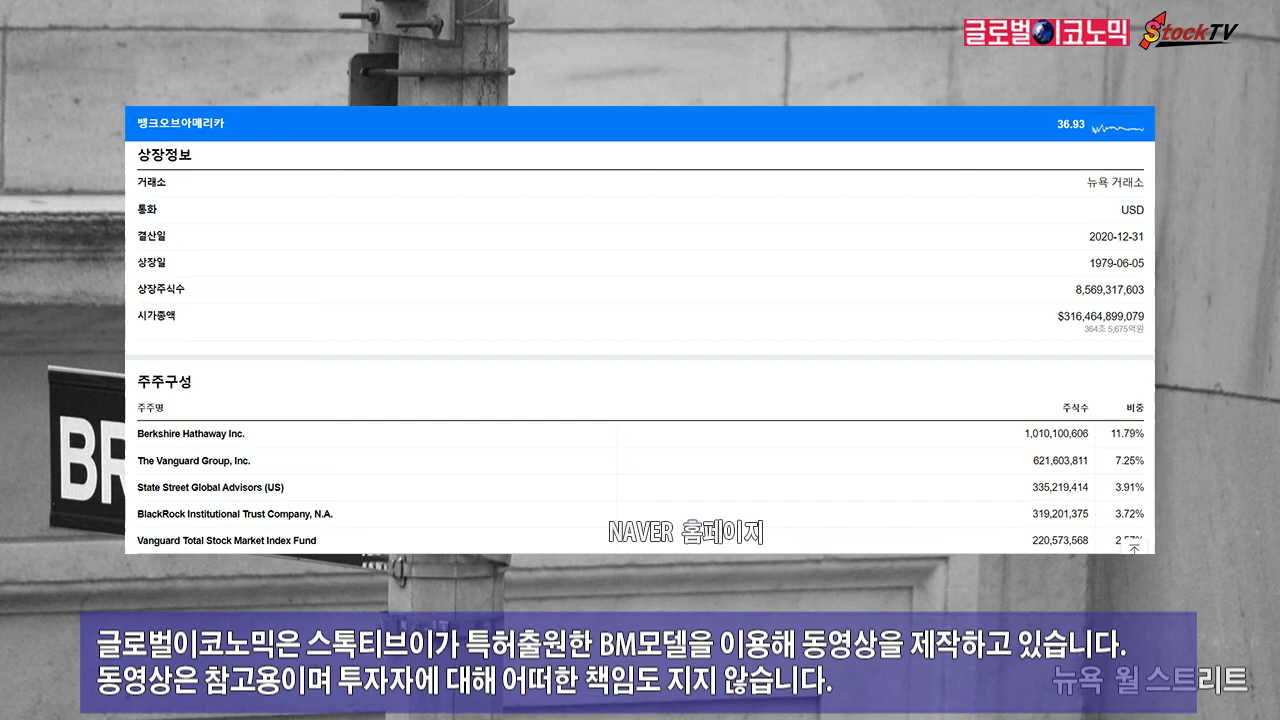 글로벌이코노믹 StockTV
뱅크오브아메리카 36.93
상장정보
거래소 뉴욕 거래소
통화 USD
결산일 2020-12-31
상장일 1979-06-05
상장주식수 8,569,317,603
시가총액 $316,464,899,079
364조 5,675억원
주주구성
주주명 주식수 비중
Berkshire Hathaway Inc. 1,010,100,606 11.79%
The Vanguard Group, Inc. 621,603,811 7.25%
State Street Global Advisors (US) 335,219,414 3.91%
BlackRock Institutional Trust Company, N.A. 319,201,375 3.72%
Vanguard Total Stock Market Index Fund 220,573,568
NAVER 홈페이지
BR
글로벌이코노믹은 스톡티브이가 특허출원한 BM모델을 이용해 동영상을 제작하고 있습니다.
동영상은 참고용이며 투자자에 대해 어떠한 책임도 지지 않습니다.
뉴욕 월 스트리트